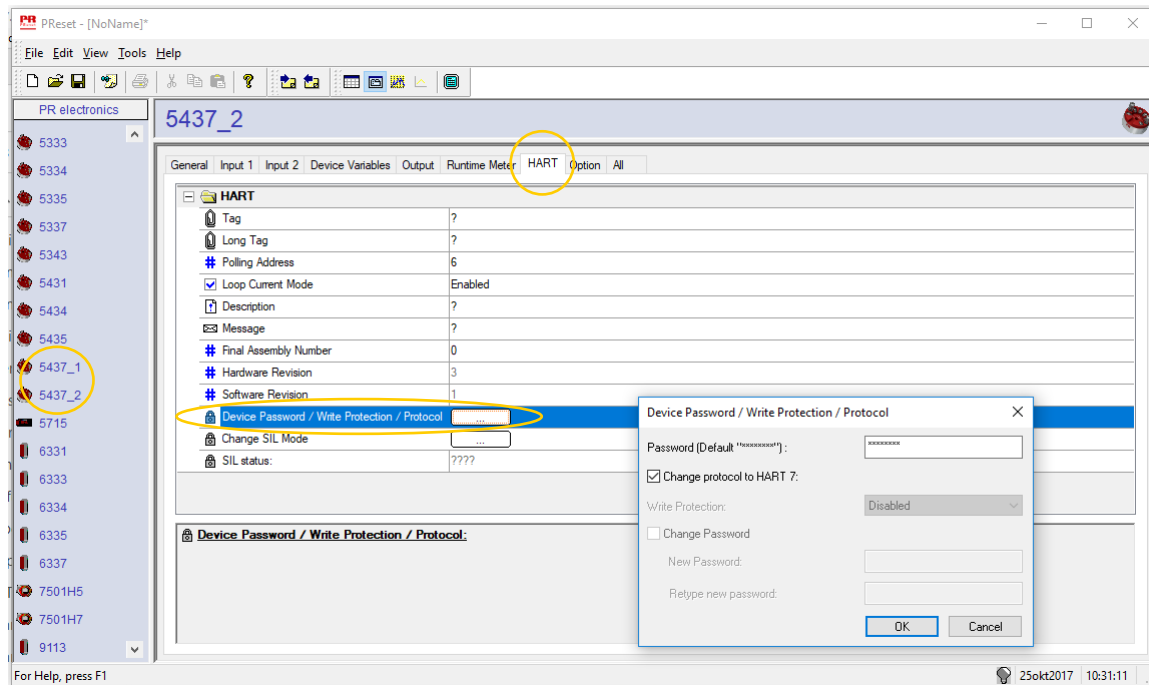 PR PReset - [NoName]*
File Edit View Tools Help
PR electronics
5333
5334
5335
5337
5343
5431
5434
5435
5437_1
5437_2
5715
6331
6333
6334
6335
6337
7501H5
7501H7
9113
5437_2
General Input 1 Input 2 Device Variables Output Runtime Meter HART Option All
HART
Tag ?
Long Tag ?
# Polling Address 6
Loop Current Mode Enabled
Description ?
Message ?
# Final Assembly Number 0
# Hardware Revision 3
# Software Revision 1
Device Password / Write Protection / Protocol ...
Change SIL Mode ...
SIL status: ????
Device Password / Write Protection / Protocol:
Device Password / Write Protection / Protocol
Password (Default "********") : ********
Change protocol to HART 7:
Write Protection: Disabled
Change Password
New Password:
Retype new password:
OK Cancel
For Help, press F1 25okt2017 10:31:11